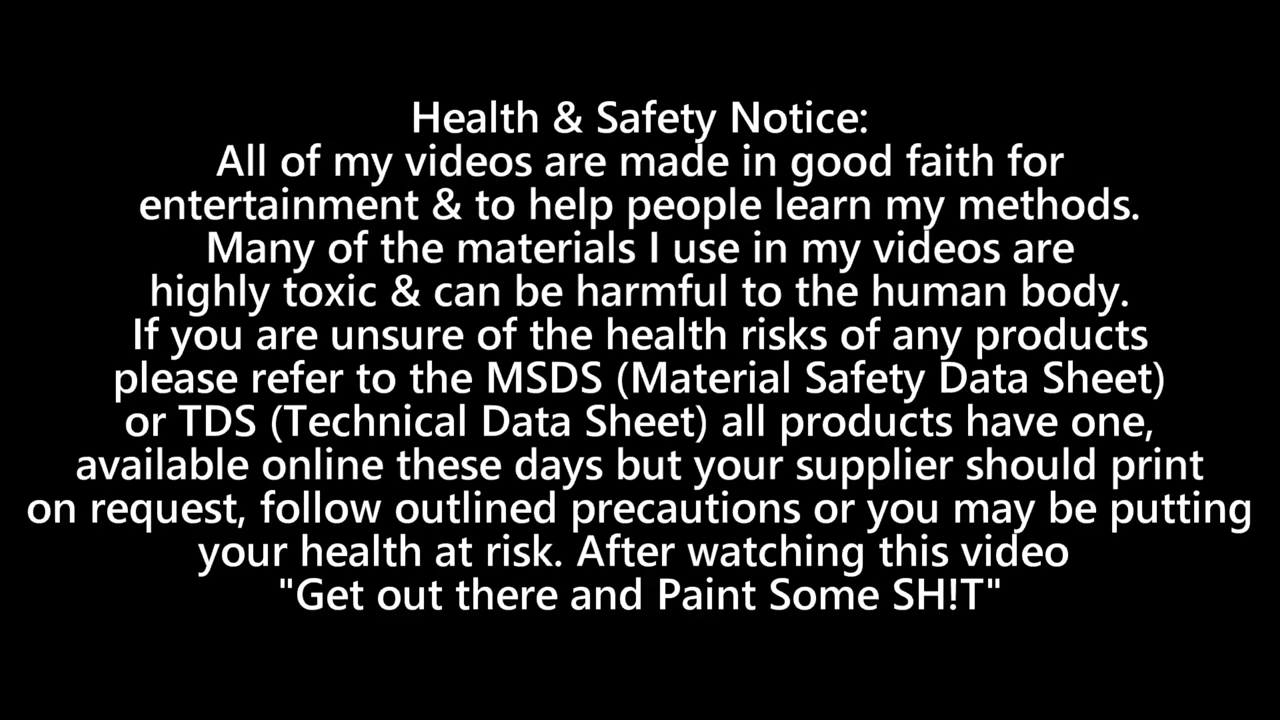 Health & Safety Notice:
All of my videos are made in good faith for
entertainment & to help people learn my methods.
Many of the materials I use in my videos are
highly toxic & can be harmful to the human body.
If you are unsure of the health risks of any products
please refer to the MSDS (Material Safety Data Sheet)
or TDS (Technical Data Sheet) all products have one,
available online these days but your supplier should print
on request, follow outlined precautions or you may be putting
your health at risk. After watching this video
"Get out there and Paint Some SH!T"